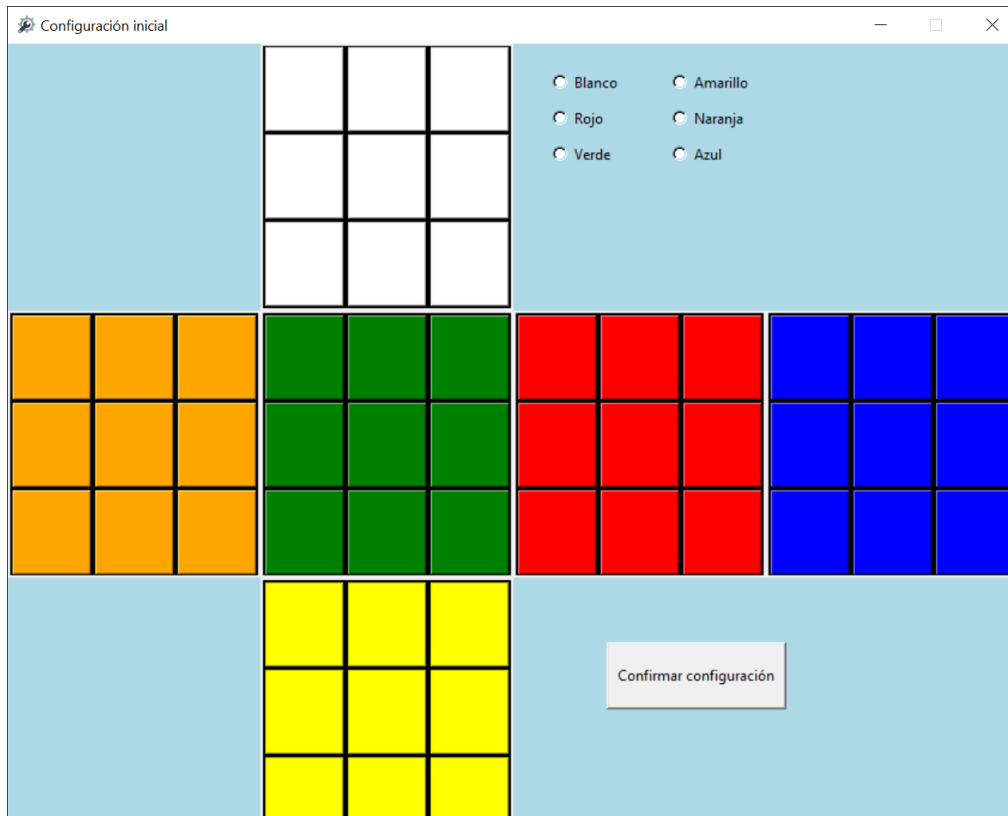 Configuración inicial
Blanco
Amarillo
Rojo
Naranja
Verde
Azul
Confirmar configuración